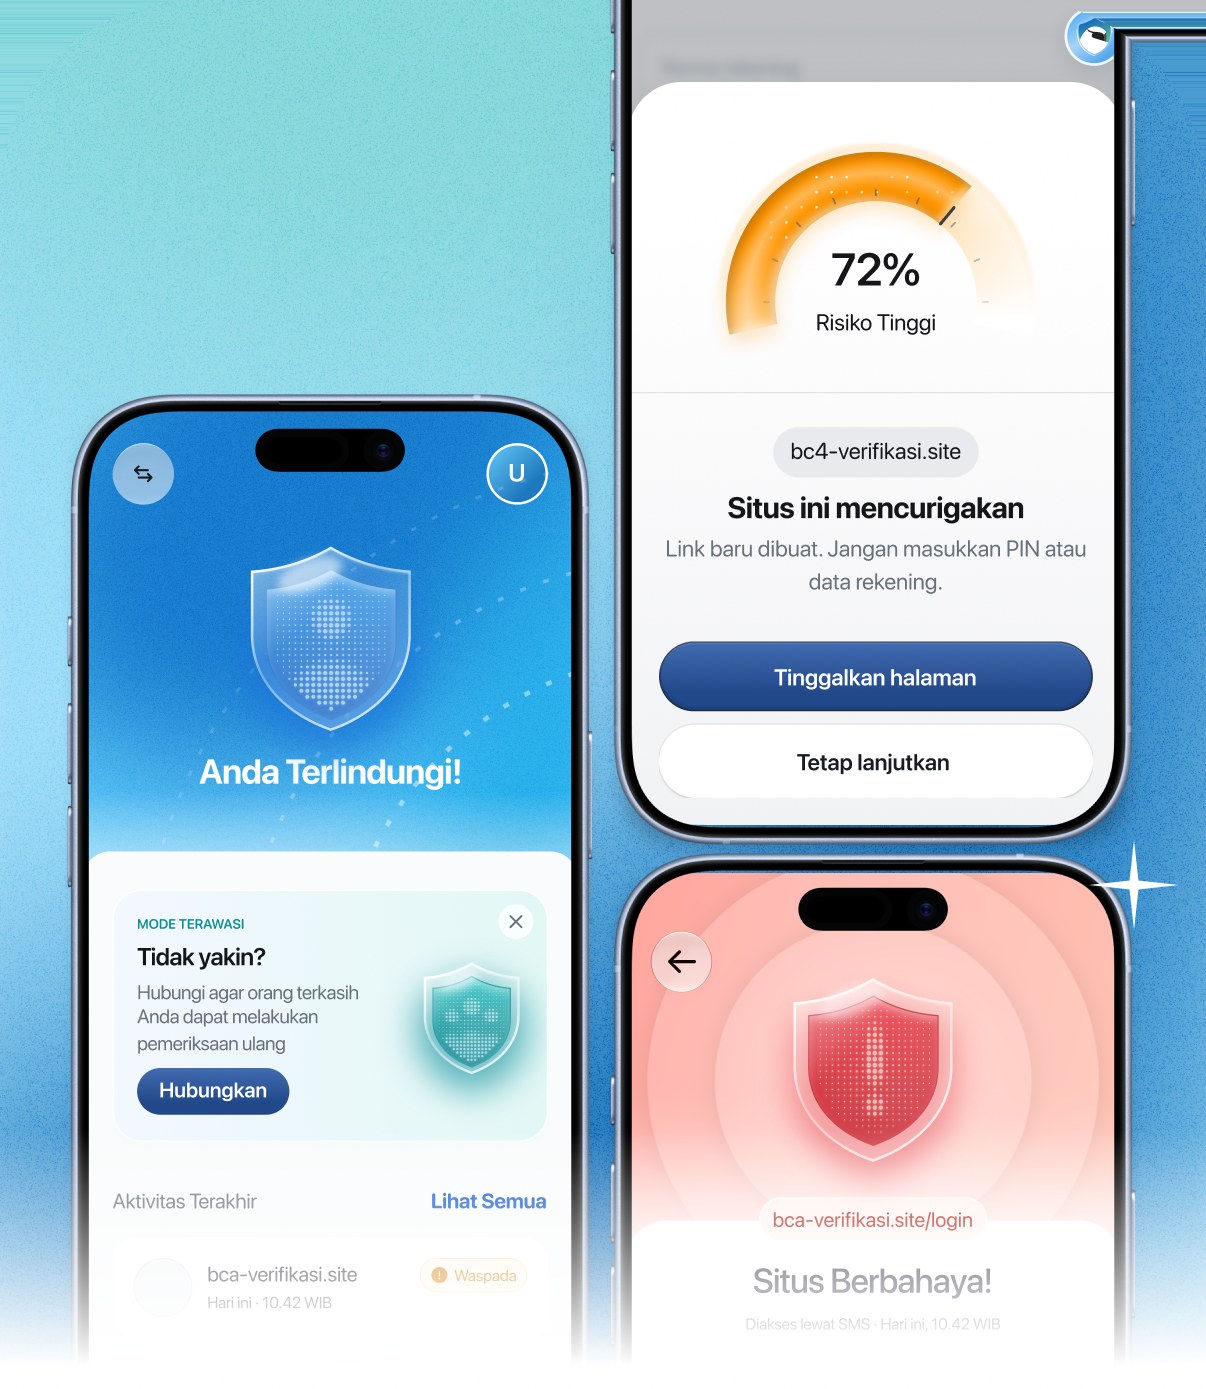 72%
Risiko Tinggi
bc4-verifikasi.site
Situs ini mencurigakan
Link baru dibuat. Jangan masukkan PIN atau
data rekening.
Tinggalkan halaman
Tetap lanjutkan
U
Anda Terlindungi!
MODE TERAWASI
Tidak yakin?
Hubungi agar orang terkasih
Anda dapat melakukan
pemeriksaan ulang
Hubungkan
Aktivitas Terakhir
Lihat Semua
bca-verifikasi.site
Waspada
Hari ini · 10.42 WIB
bca-verifikasi.site/login
Situs Berbahaya!
Diakses lewat SMS · Hari ini, 10.42 WIB